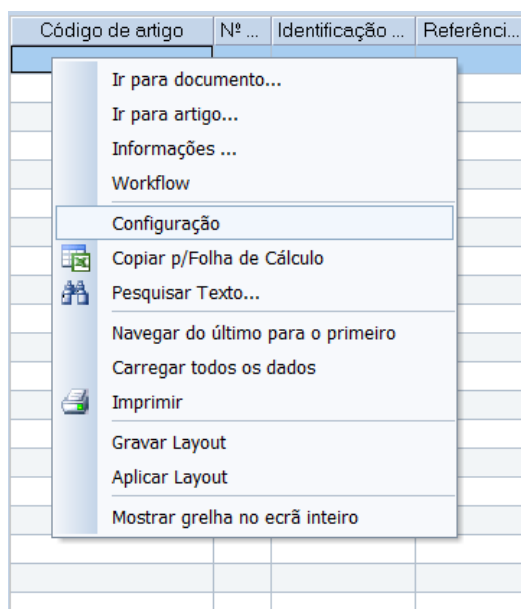 Código de artigo Nº ... Identificação ... Referênci...
Ir para documento...
Ir para artigo...
Informações ...
Workflow
Configuração
Copiar p/Folha de Cálculo
Pesquisar Texto...
Navegar do último para o primeiro
Carregar todos os dados
Imprimir
Gravar Layout
Aplicar Layout
Mostrar grelha no ecrã inteiro